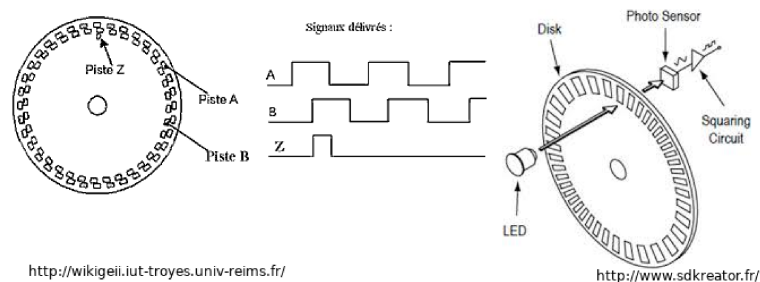 Piste Z
Piste A
Piste B
http://wikigeii.iut-troyes.univ-reims.fr/
Signaux délivrés :
A
B
Z
Photo Sensor
Disk
Squaring
Circuit
LED
http://www.sdkreator.fr/